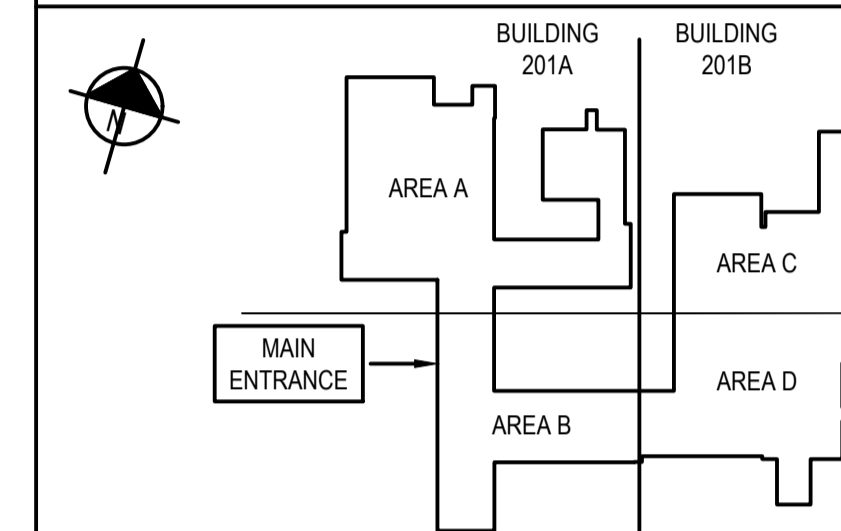 BUILDING
201A
BUILDING
201B
N
AREA A
AREA C
MAIN
ENTRANCE
AREA D
AREA B